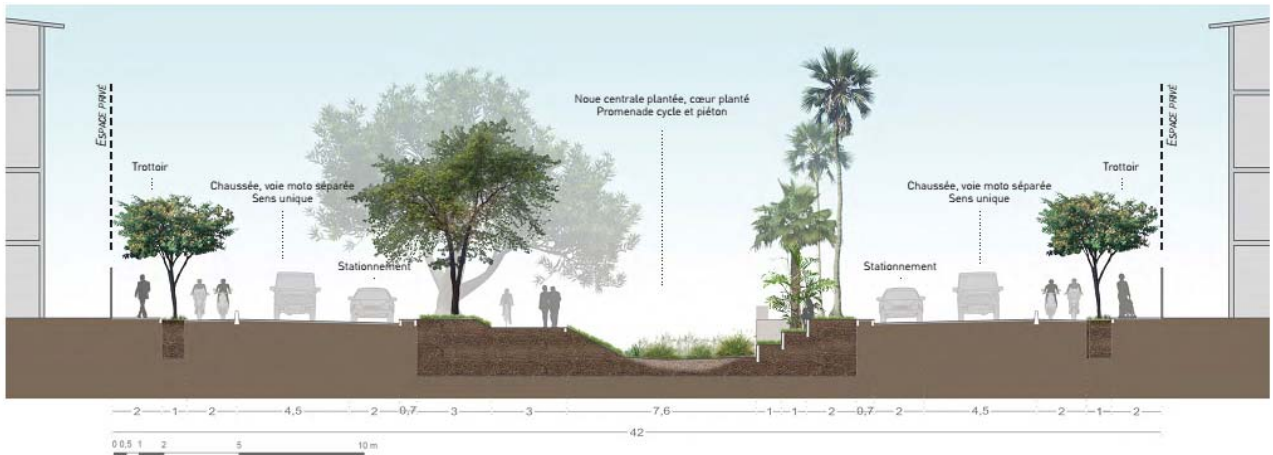 Noue centrale plantée, cœur planté
Promenade cycle et piéton
ESPACE PRIVÉ
ESPACE PRIVÉ
Trottoir
Trottoir
Chaussée, voie moto séparée
Sens unique
Chaussée, voie moto séparée
Sens unique
Stationnement
Stationnement
2 1 2 4,5 2 0,7 3 3 7,6 1 1 2 0,7 2 4,5 2 1 2
42
0 0,5 1 2 5 10 m